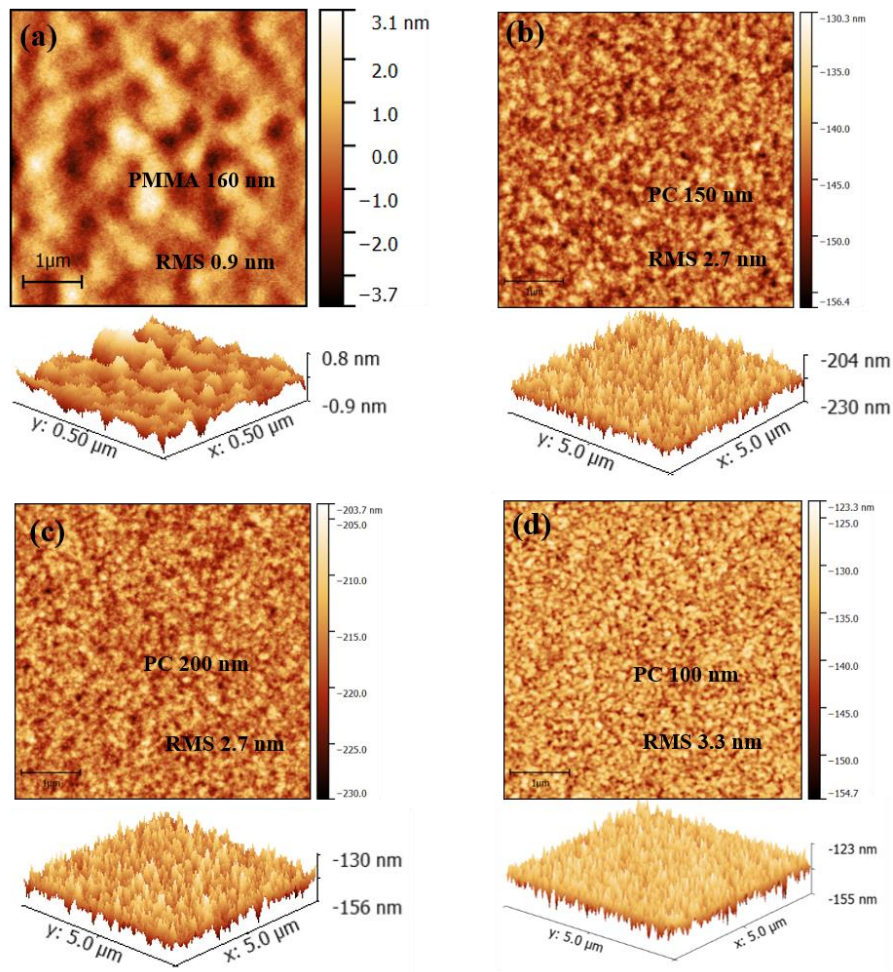 (a)
3.1 nm
2.0
1.0
0.0
-1.0
-2.0
-3.7
PMMA 160 nm
RMS 0.9 nm
1µm
0.8 nm
-0.9 nm
y: 0.50 µm
x: 0.50 µm
(b)
−130.3 nm
−135.0
−140.0
−145.0
−150.0
−156.4
PC 150 nm
RMS 2.7 nm
1µm
-204 nm
-230 nm
y: 5.0 µm
x: 5.0 µm
(c)
−203.7 nm
−205.0
−210.0
−215.0
−220.0
−225.0
−230.0
PC 200 nm
RMS 2.7 nm
1µm
-130 nm
-156 nm
y: 5.0 µm
x: 5.0 µm
(d)
−123.3 nm
−125.0
−130.0
−135.0
−140.0
−145.0
−150.0
−154.7
PC 100 nm
RMS 3.3 nm
1µm
-123 nm
-155 nm
y: 5.0 µm
x: 5.0 µm